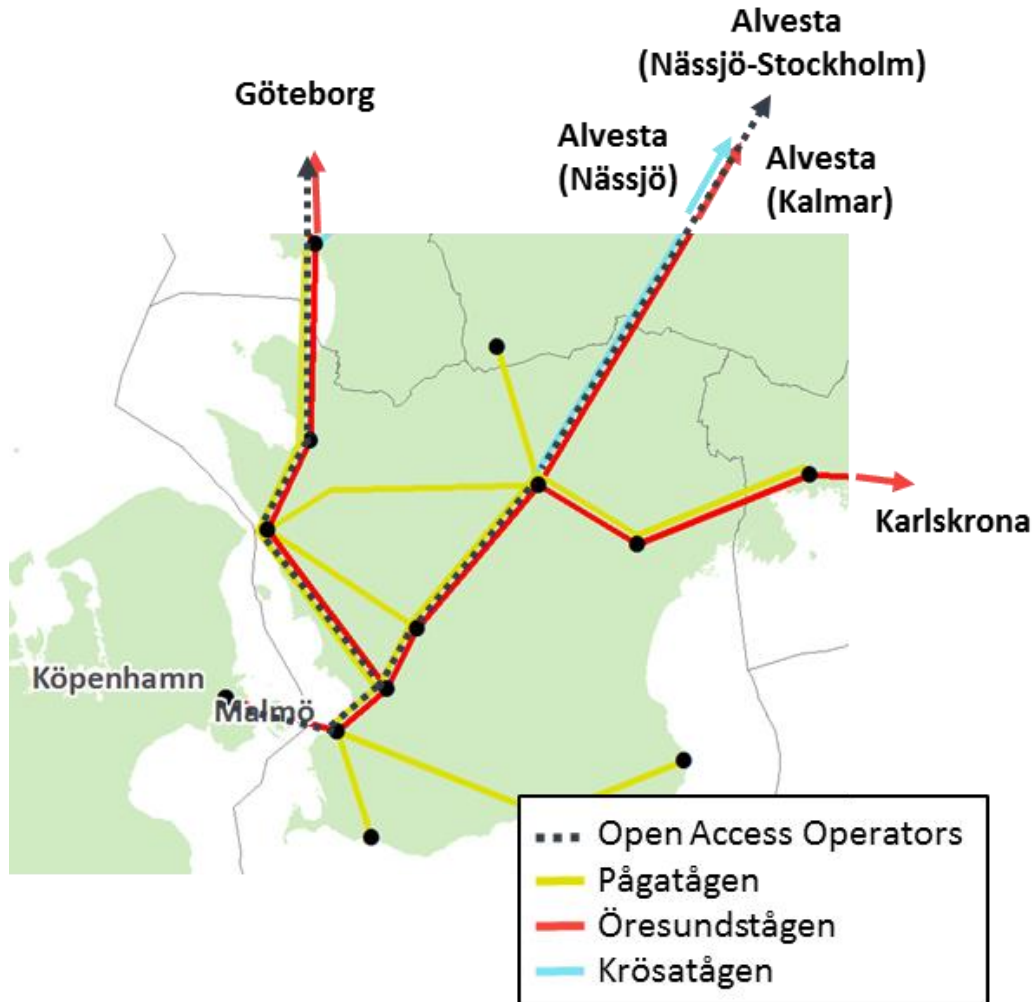 Alvesta
(Nässjö-Stockholm)
Göteborg
Alvesta
(Nässjö)
Alvesta
(Kalmar)
Karlskrona
Köpenhamn
Malmö
Open Access Operators
Pågatågen
Öresundstågen
Krösatågen